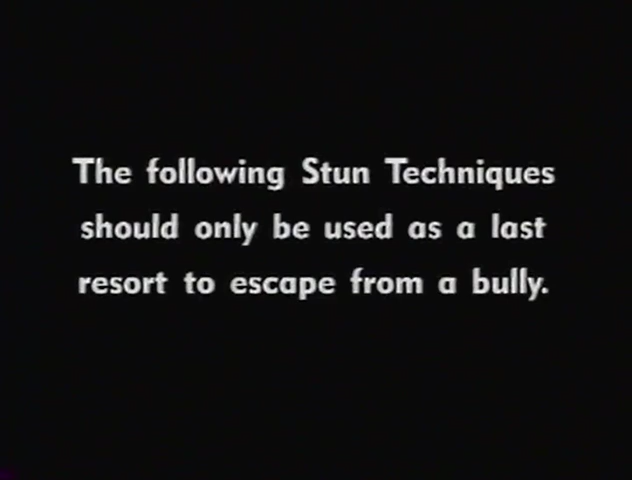 The following Stun Techniques
should only be used as a last
resort to escape from a bully.